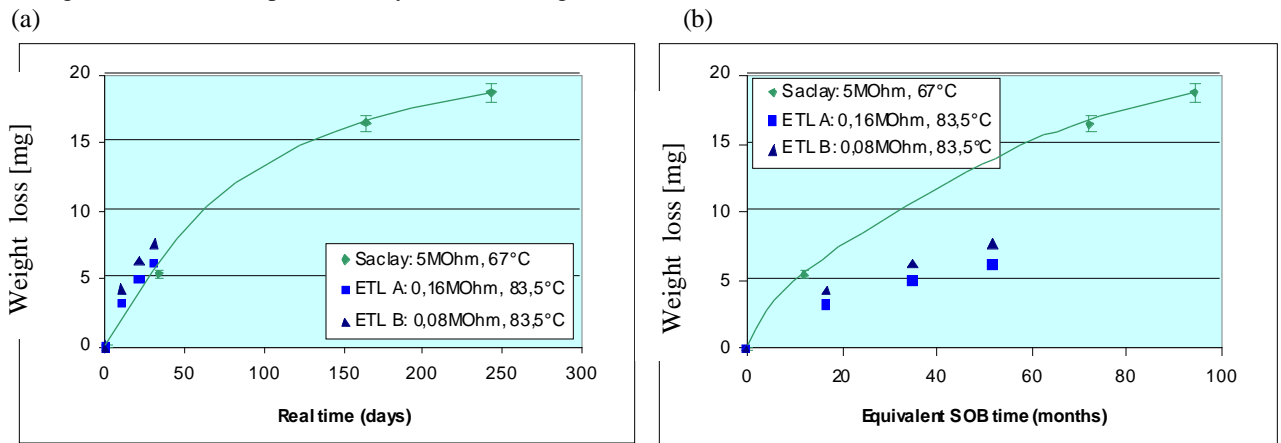 (a)
(b)
Weight loss [mg]
20
15
10
5
0
0
50
100
150
200
250
300
Real time (days)
Saclay: 5MOhm, 67°C
ETL A: 0,16MOhm, 83,5°C
ETL B: 0,08MOhm, 83,5°C
Weight loss [mg]
20
15
10
5
0
0
20
40
60
80
100
Equivalent SOB time (months)
Saclay: 5MOhm, 67°C
ETL A: 0,16MOhm, 83,5°C
ETL B: 0,08MOhm, 83,5°C